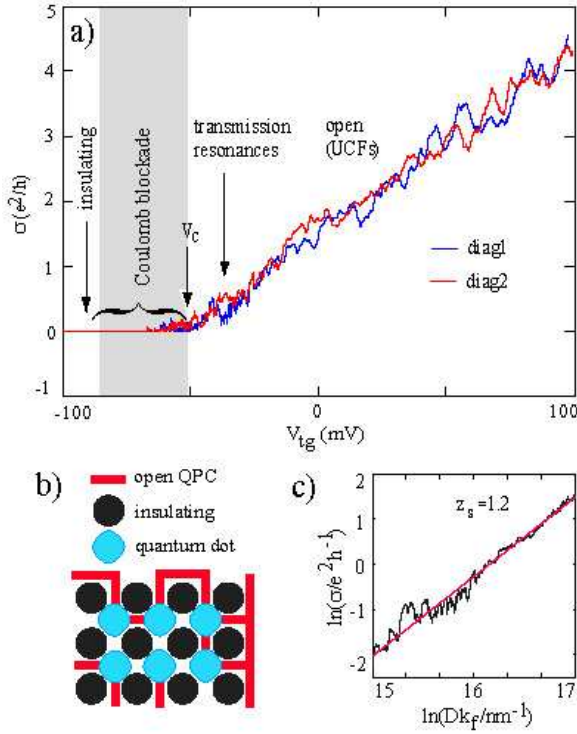 a)
5
4
3
2
1
0
-1
σ(e²/h)
insulating
Coulomb blockade
V_C
transmission
resonances
open
(UCFs)
diag1
diag2
-100
0
100
V_tg (mV)
b)
open QPC
insulating
quantum dot
c)
z_s=1.2
2
1
0
-1
-2
ln(σ/e²h⁻¹)
15
16
17
ln(Dk_f/nm⁻¹)